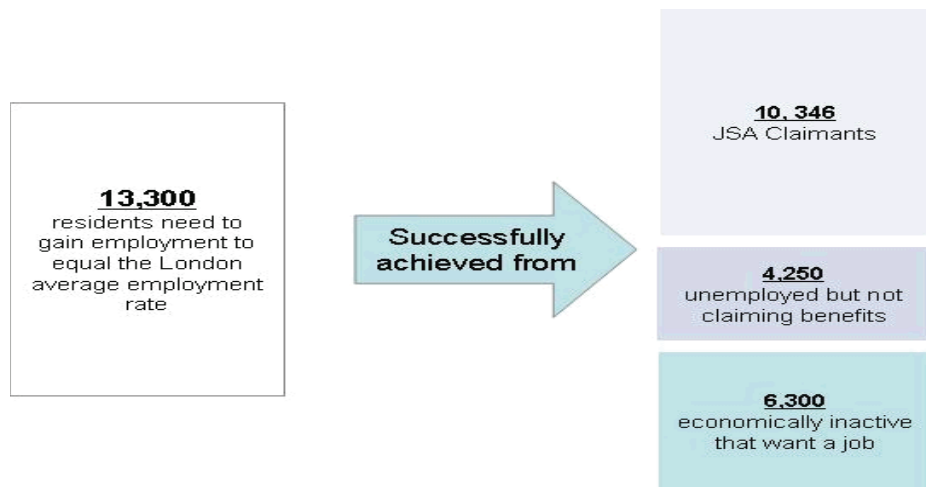 13,300
residents need to
gain employment to
equal the London
average employment
rate
Successfully
achieved from
10, 346
JSA Claimants
4,250
unemployed but not
claiming benefits
6,300
economically inactive
that want a job